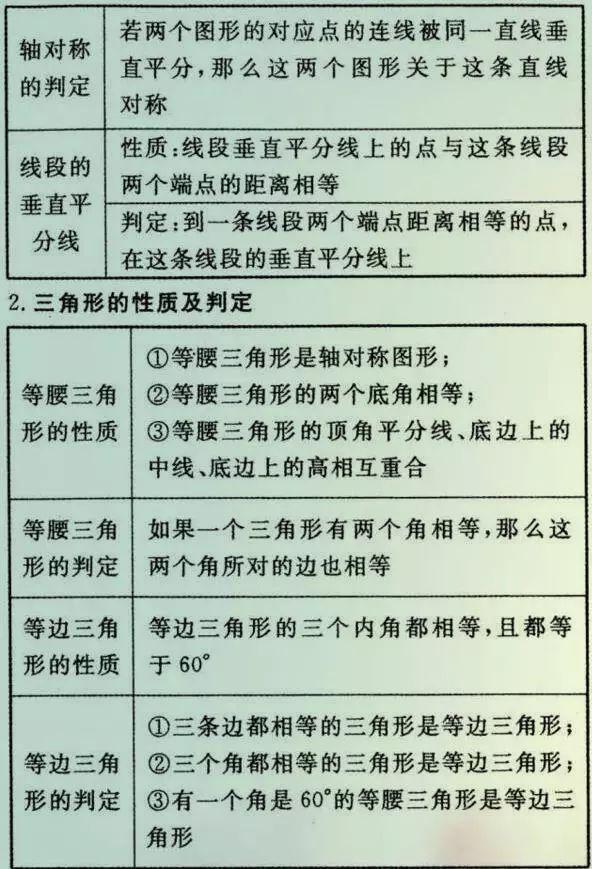 轴对称
的判定
若两个图形的对应点的连线被同一直线垂
直平分,那么这两个图形关于这条直线
对称
线段的
垂直平
分线
性质:线段垂直平分线上的点与这条线段
两个端点的距离相等
判定:到一条线段两个端点距离相等的点,
在这条线段的垂直平分线上
2.三角形的性质及判定
等腰三角
形的性质
①等腰三角形是轴对称图形;
②等腰三角形的两个底角相等;
③等腰三角形的顶角平分线、底边上的
中线、底边上的高相互重合
等腰三角
形的判定
如果一个三角形有两个角相等,那么这
两个角所对的边也相等
等边三角
形的性质
等边三角形的三个内角都相等,且都等
于 60°
等边三角
形的判定
①三条边都相等的三角形是等边三角形;
②三个角都相等的三角形是等边三角形;
③有一个角是 60°的等腰三角形是等边三
角形